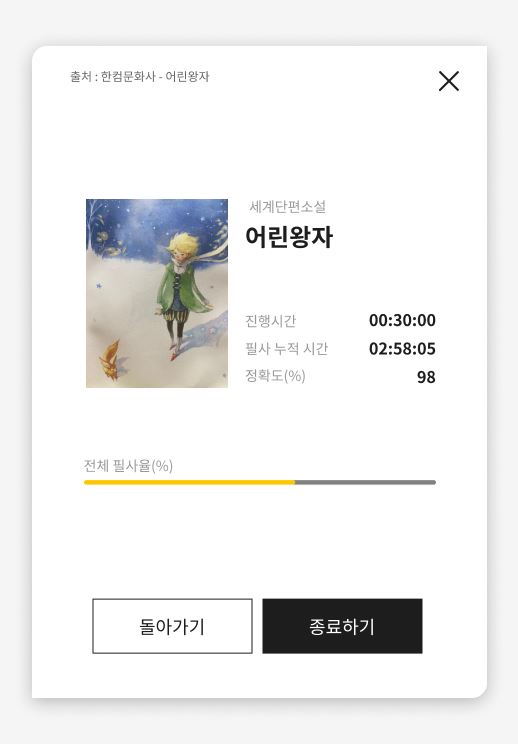 출처 : 한컴문화사 - 어린왕자
세계단편소설
어린왕자
진행시간 00:30:00
필사 누적 시간 02:58:05
정확도(%) 98
전체 필사율(%)
돌아가기 종료하기